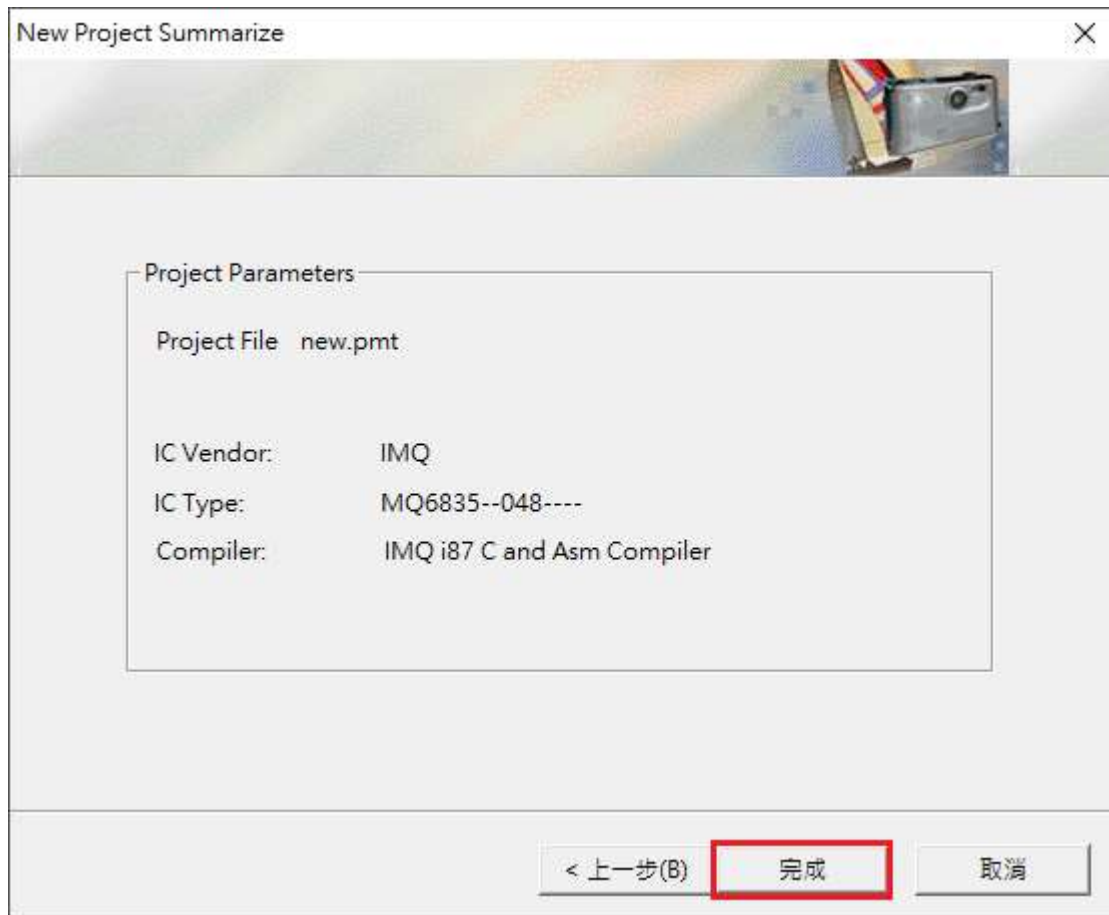 New Project Summarize
Project Parameters
Project File new.pmt
IC Vendor: IMQ
IC Type: MQ6835--048----
Compiler: IMQ i87 C and Asm Compiler
< 上一步(B) 完成 取消